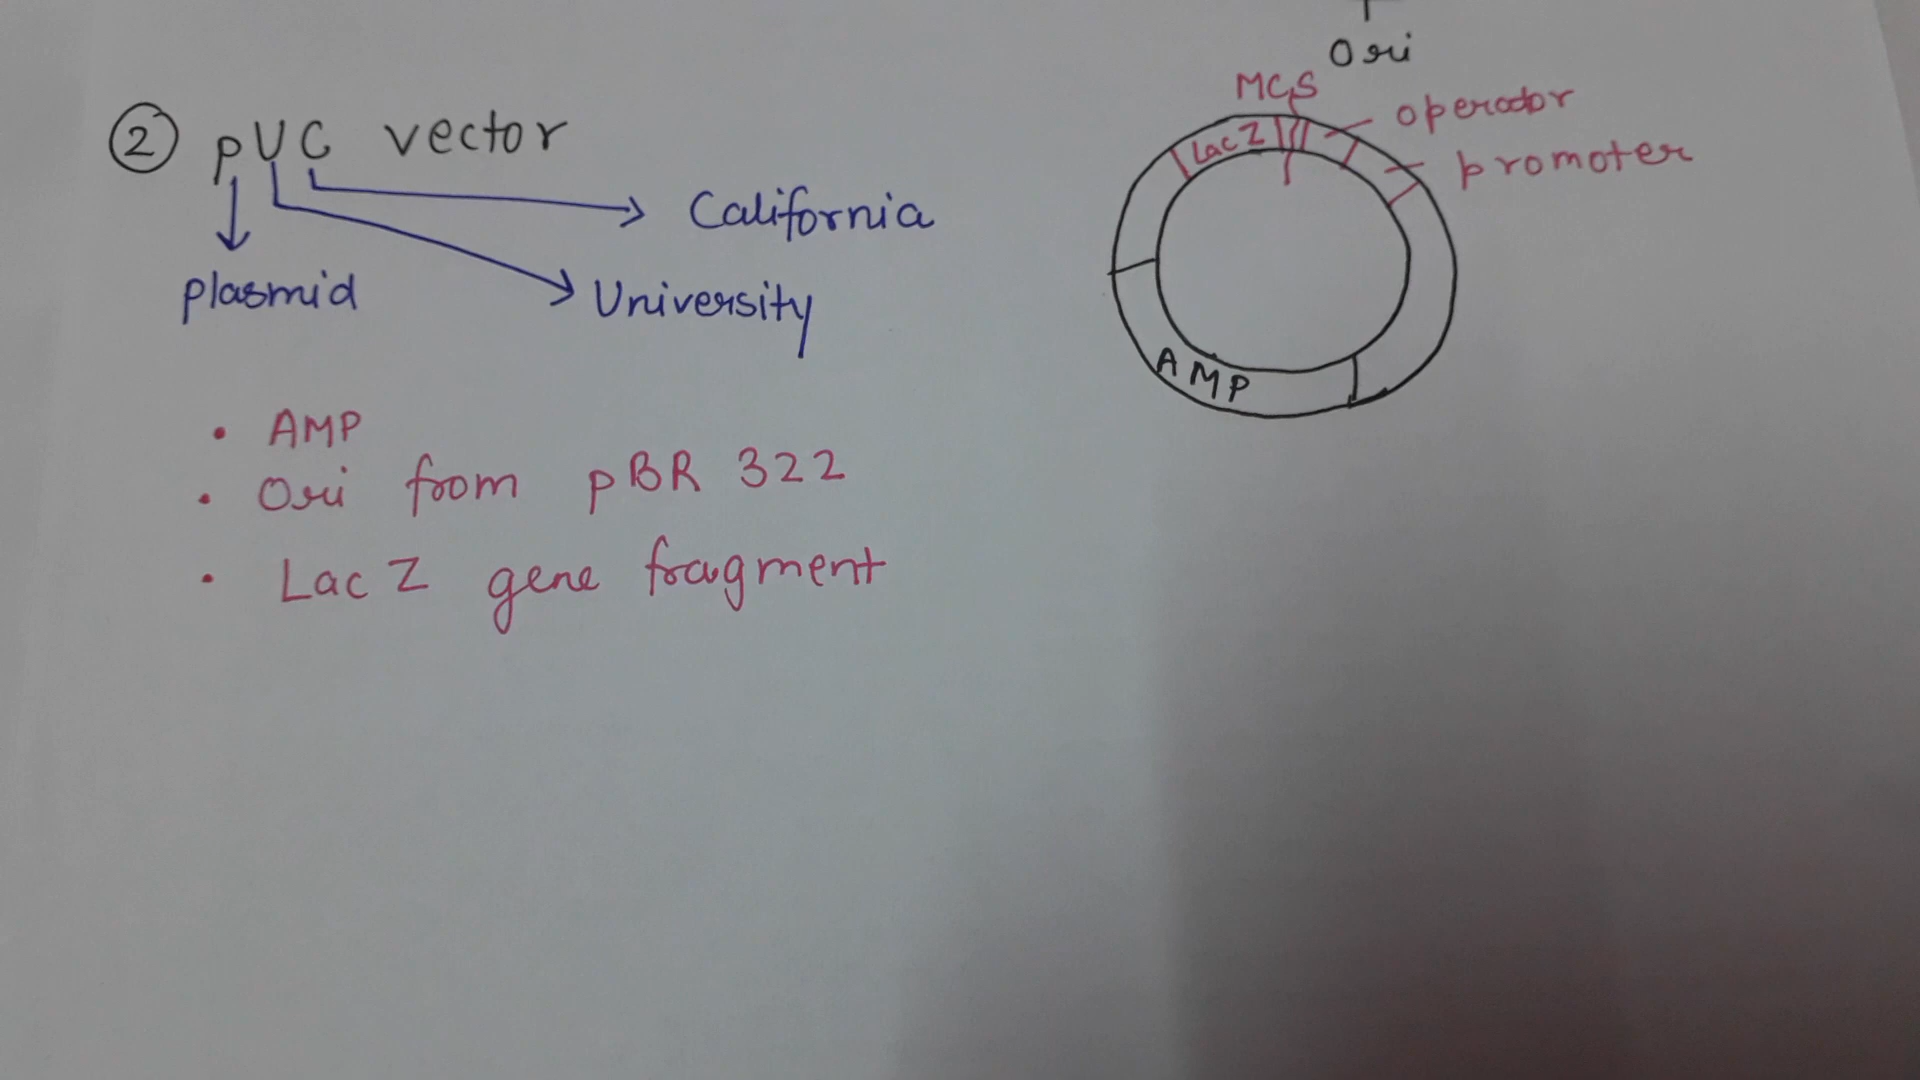 Ori
② pUC vector
California
plasmid
University
• AMP
• Ori from pBR 322
• Lac Z gene fragment
MCS
operator
promoter
Lac Z
AMP